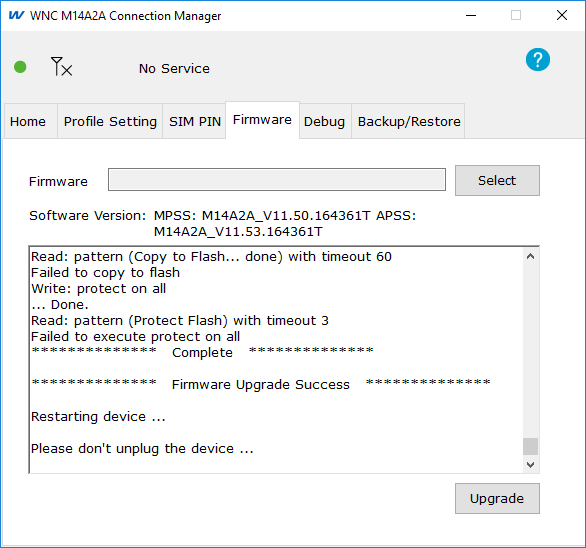 WNC M14A2A Connection Manager
No Service
?
Home Profile Setting SIM PIN Firmware Debug Backup/Restore
Firmware Select
Software Version: MPSS: M14A2A_V11.50.164361T APSS:
M14A2A_V11.53.164361T
Read: pattern (Copy to Flash... done) with timeout 60
Failed to copy to flash
Write: protect on all
... Done.
Read: pattern (Protect Flash) with timeout 3
Failed to execute protect on all
************** Complete **************
************** Firmware Upgrade Success **************
Restarting device ...
Please don't unplug the device ...
Upgrade